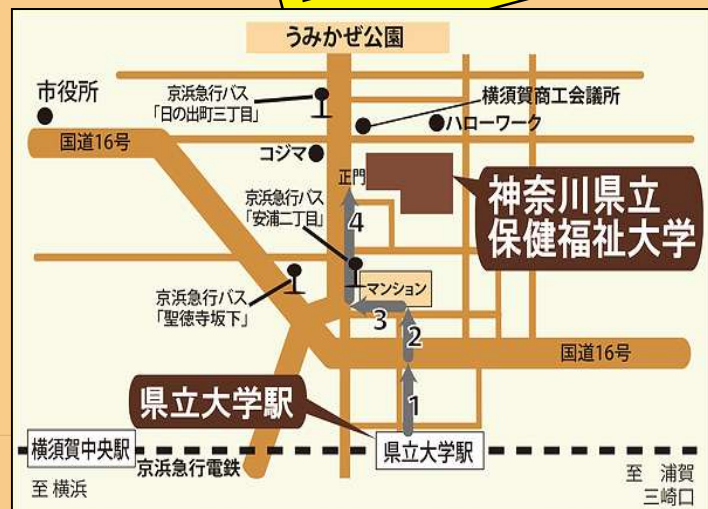 うみかぜ公園
市役所
京浜急行バス
「日の出町三丁目」
横須賀商工会議所
ハローワーク
国道16号
コジマ
正門
神奈川県立
保健福祉大学
京浜急行バス
「安浦二丁目」
4
京浜急行バス
「聖徳寺坂下」
マンション
3
2
国道16号
県立大学駅
1
横須賀中央駅
京浜急行電鉄
県立大学駅
至 横浜
至 浦賀
三崎口